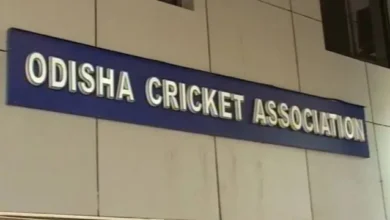 ODISHA CRICKET ASSOCIATION